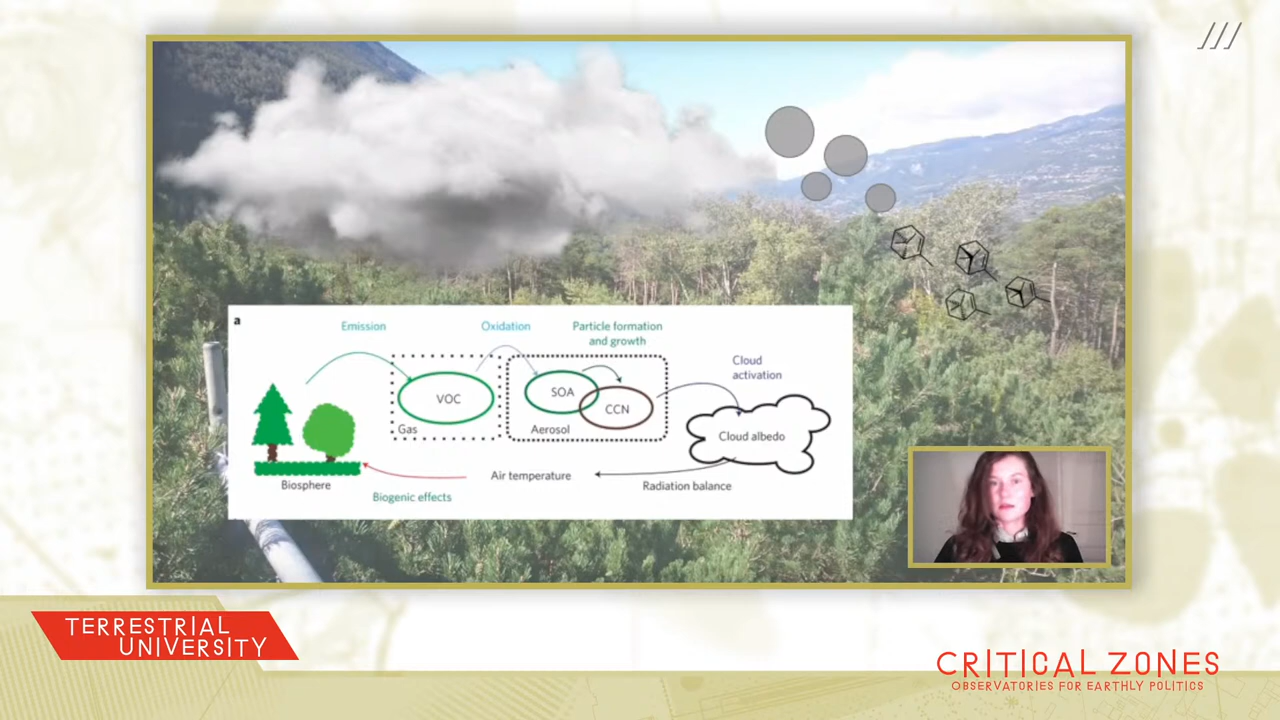 ///
a
Emission
Oxidation
Particle formation
and growth
Cloud
activation
VOC
SOA
CCN
Gas
Aerosol
Cloud albedo
Biosphere
Air temperature
Radiation balance
Biogenic effects
TERRESTRIAL
UNIVERSITY
CRITICAL ZONES
OBSERVATORIES FOR EARTHLY POLITICS